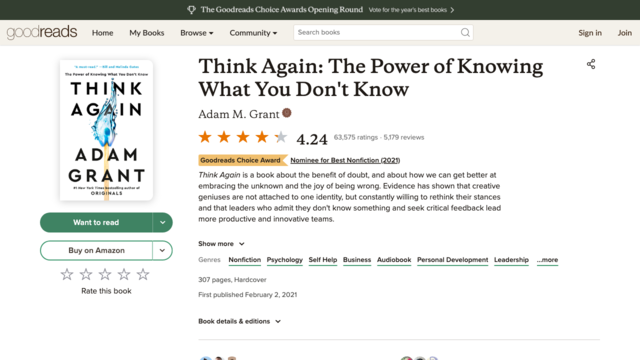 The Goodreads Choice Awards Opening Round Vote for the year's best books
goodreads Home My Books Browse Community Search books Sign in Join
Think Again: The Power of Knowing
What You Don't Know
Adam M. Grant
4.24 63,575 ratings · 5,179 reviews
Goodreads Choice Award Nominee for Best Nonfiction (2021)
Think Again is a book about the benefit of doubt, and about how we can get better at
embracing the unknown and the joy of being wrong. Evidence has shown that creative
geniuses are not attached to one identity, but constantly willing to rethink their stances
and that leaders who admit they don't know something and seek critical feedback lead
more productive and innovative teams.
Show more
Genres Nonfiction Psychology Self Help Business Audiobook Personal Development Leadership ...more
307 pages, Hardcover
First published February 2, 2021
Book details & editions
The Power of Knowing What You Don't Know
THINK
AGAIN
ADAM
GRANT
#1 New York Times bestselling author of
ORIGINALS
Want to read
Buy on Amazon
Rate this book